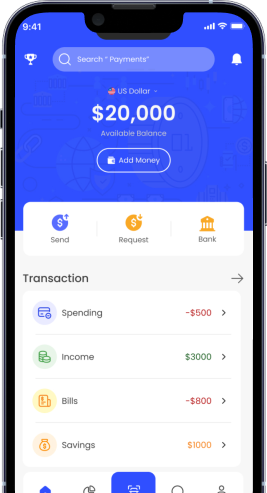 9:41
Search “ Payments”
US Dollar
$20,000
Available Balance
Add Money
Send
Request
Bank
Transaction
Spending -$500
Income $3000
Bills -$800
Savings $1000